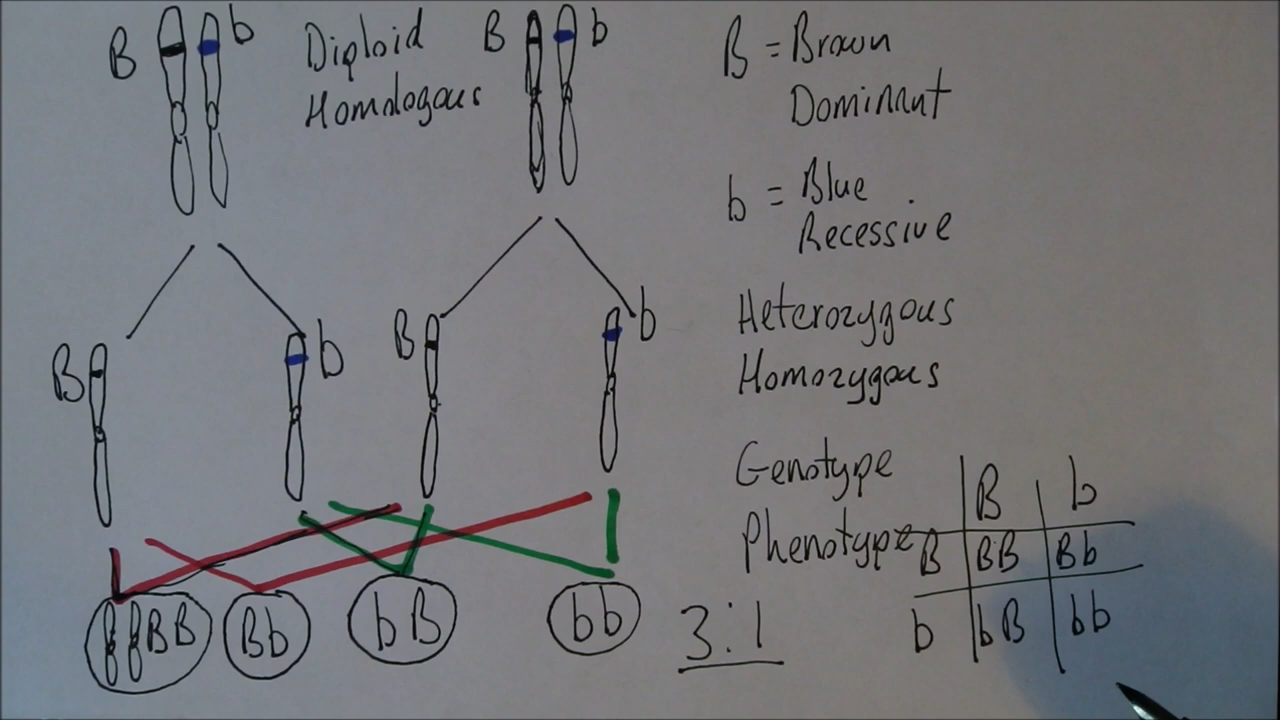 B b Diploid B b
Homologous
B = Brown
Dominant
b = Blue
Recessive
Heterozygous
Homozygous
Genotype
Phenotype
B b B b
BB Bb bB bb
3:1
B b
B BB Bb
b bB bb